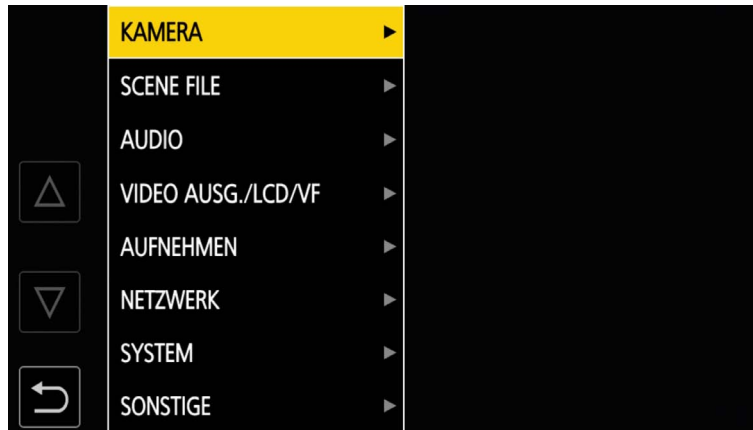 KAMERA
SCENE FILE
AUDIO
VIDEO AUSG./LCD/VF
AUFNEHMEN
NETZWERK
SYSTEM
SONSTIGE